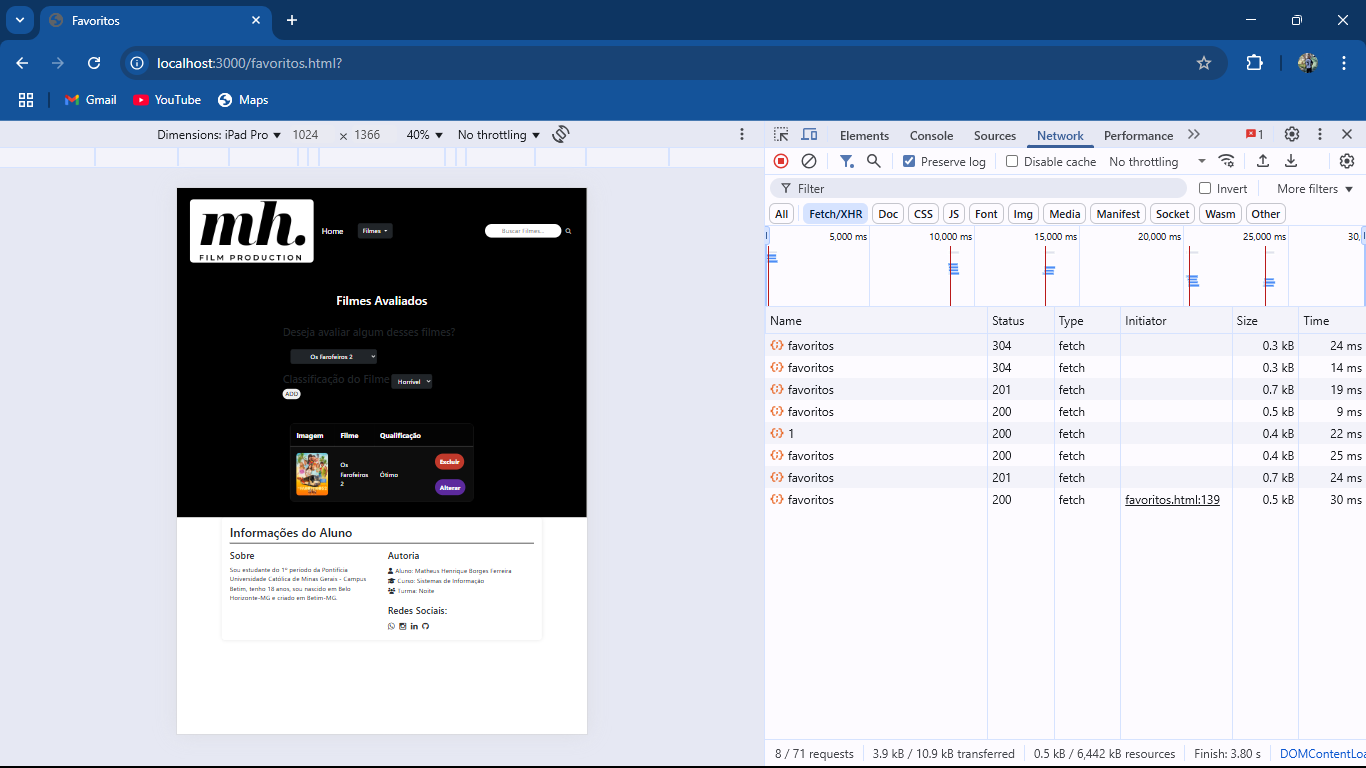 Favoritos
localhost:3000/favoritos.html?
Gmail YouTube Maps
Dimensions: iPad Pro 1024 × 1366 40% No throttling
mh.
FILM PRODUCTION
Home Filmes Buscar Filmes...
Filmes Avaliados
Deseja avaliar algum desses filmes?
Os Farofeiros 2
Classificação do Filme Horrível
ADD
Imagem Filme Qualificação
Os Farofeiros 2 Ótimo Excluir
Alterar
Informações do Aluno
Sobre
Sou estudante do 1º período da Pontifícia
Universidade Católica de Minas Gerais - Campus
Betim, tenho 18 anos, sou nascido em Belo
Horizonte-MG e criado em Betim-MG.
Autoria
Aluno: Matheus Henrique Borges Ferreira
Curso: Sistemas de Informação
Turma: Noite
Redes Sociais:
Elements Console Sources Network Performance 1
Preserve log Disable cache No throttling
Filter Invert More filters
All Fetch/XHR Doc CSS JS Font Img Media Manifest Socket Wasm Other
5,000 ms 10,000 ms 15,000 ms 20,000 ms 25,000 ms 30,
Name Status Type Initiator Size Time
favoritos 304 fetch 0.3 kB 24 ms
favoritos 304 fetch 0.3 kB 14 ms
favoritos 201 fetch 0.7 kB 19 ms
favoritos 200 fetch 0.5 kB 9 ms
1 200 fetch 0.4 kB 22 ms
favoritos 200 fetch 0.4 kB 25 ms
favoritos 201 fetch 0.7 kB 24 ms
favoritos 200 fetch favoritos.html:139 0.5 kB 30 ms
8 / 71 requests 3.9 kB / 10.9 kB transferred 0.5 kB / 6,442 kB resources Finish: 3.80 s DOMContentLoa